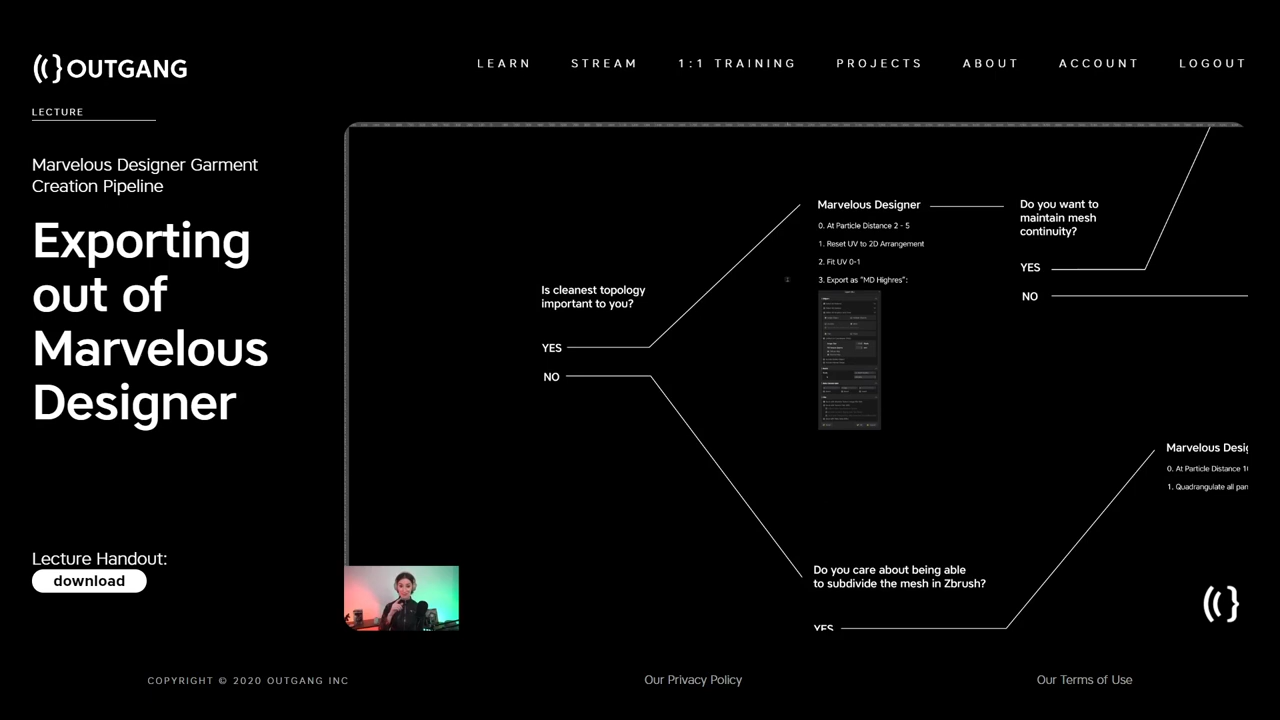 OUTGANG
LEARN
STREAM
1:1 TRAINING
PROJECTS
ABOUT
ACCOUNT
LOGOUT
LECTURE
Marvelous Designer Garment
Creation Pipeline
Exporting
out of
Marvelous
Designer
Lecture Handout:
download
Is cleanest topology
important to you?
YES
NO
Marvelous Designer
0. At Particle Distance 2 - 5
1. Reset UV to 2D Arrangement
2. Fit UV 0-1
3. Export as "MD Highres":
Do you want to
maintain mesh
continuity?
YES
NO
Marvelous
0. At Particle Distance
1. Quadrangulate all
Do you care about being able
to subdivide the mesh in Zbrush?
YES
COPYRIGHT © 2020 OUTGANG INC
Our Privacy Policy
Our Terms of Use